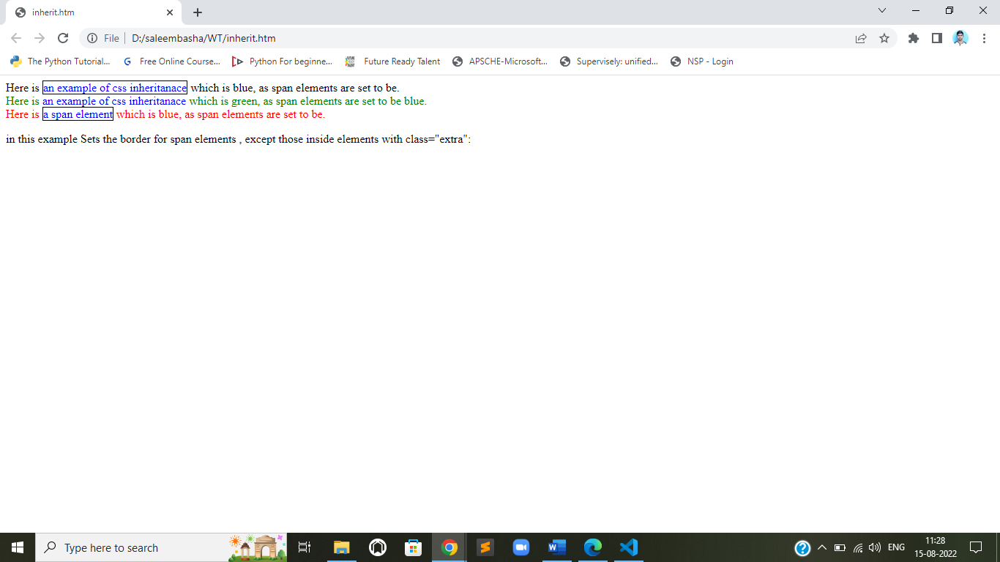 inherit.htm
File D:/saleembasha/WT/inherit.htm
The Python Tutorial... Free Online Course... Python For beginne... Future Ready Talent APSCHE-Microsoft... Supervisely: unified... NSP - Login
Here is an example of css inheritanace which is blue, as span elements are set to be.
Here is an example of css inheritanace which is green, as span elements are set to be blue.
Here is a span element which is blue, as span elements are set to be.
in this example Sets the border for span elements , except those inside elements with class="extra":
Type here to search
ENG
11:28
15-08-2022